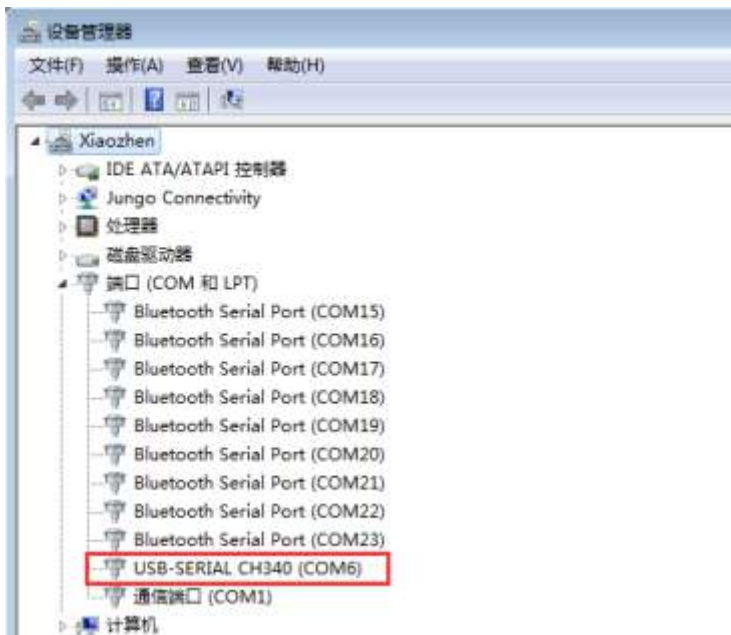 设备管理器
文件(F) 操作(A) 查看(V) 帮助(H)
Xiaozhen
IDE ATA/ATAPI 控制器
Jungo Connectivity
处理器
磁盘驱动器
端口 (COM 和 LPT)
Bluetooth Serial Port (COM15)
Bluetooth Serial Port (COM16)
Bluetooth Serial Port (COM17)
Bluetooth Serial Port (COM18)
Bluetooth Serial Port (COM19)
Bluetooth Serial Port (COM20)
Bluetooth Serial Port (COM21)
Bluetooth Serial Port (COM22)
Bluetooth Serial Port (COM23)
USB-SERIAL CH340 (COM6)
通信端口 (COM1)
计算机